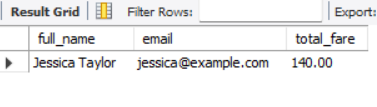 Result Grid Filter Rows: Export:
full_name email total_fare
Jessica Taylor jessica@example.com 140.00